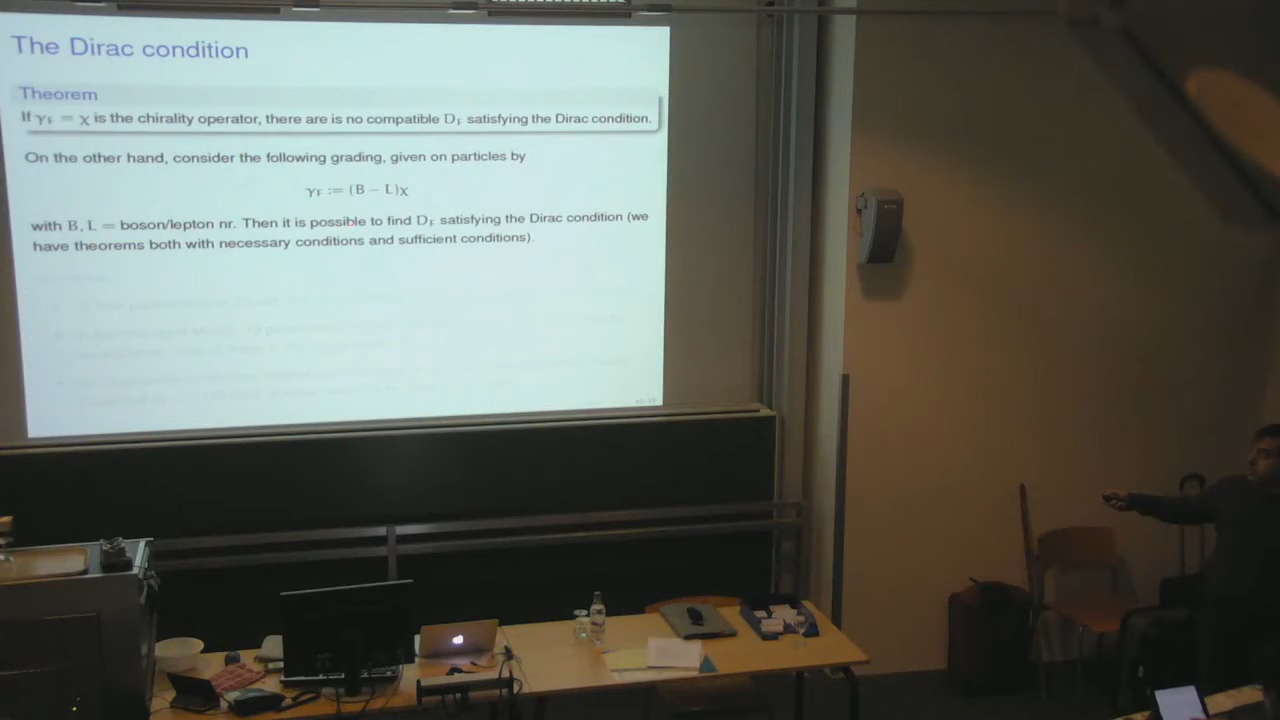 The Dirac condition
Theorem
If γF = χ is the chirality operator, there are is no compatible DF satisfying the Dirac condition.
On the other hand, consider the following grading, given on particles by
γF := (B − L)χ
with B, L = boson/lepton nr. Then it is possible to find DF satisfying the Dirac condition (we
have theorems both with necessary conditions and sufficient conditions).